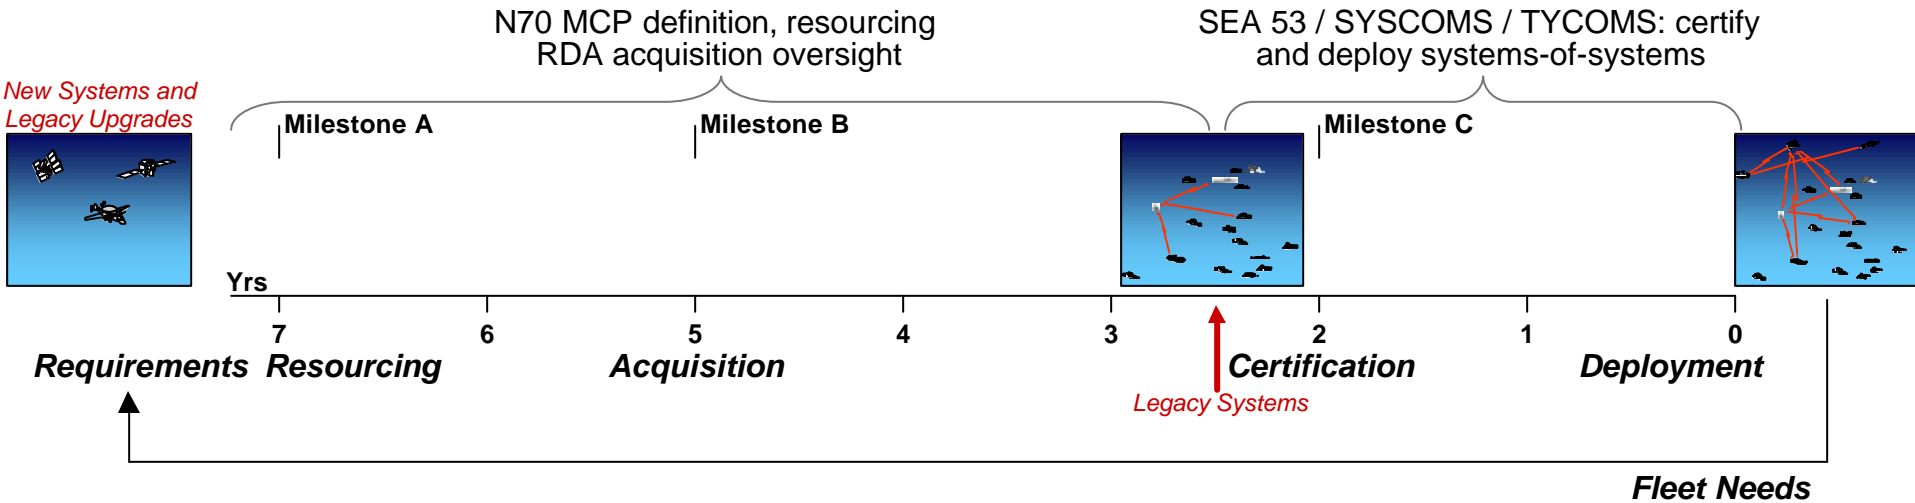 N70 MCP definition, resourcing
RDA acquisition oversight
SEA 53 / SYSCOMS / TYCOMS: certify
and deploy systems-of-systems
New Systems and
Legacy Upgrades
Milestone A
Milestone B
Milestone C
Yrs
7 6 5 4 3 2 1 0
Requirements Resourcing Acquisition Certification Deployment
Legacy Systems
Fleet Needs